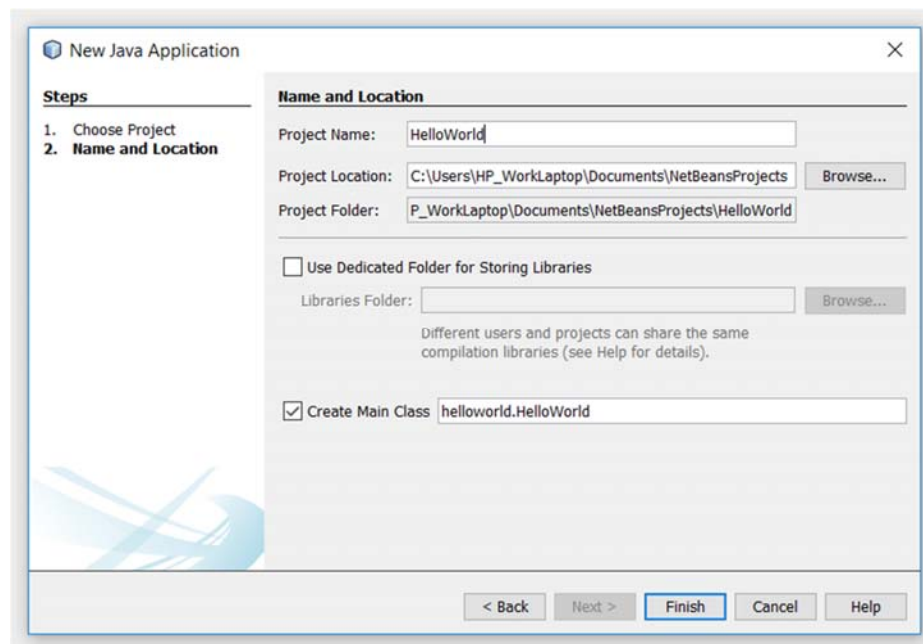 New Java Application
Steps
1. Choose Project
2. Name and Location
Name and Location
Project Name: HelloWorld
Project Location: C:\Users\HP_WorkLaptop\Documents\NetBeansProjects Browse...
Project Folder: P_WorkLaptop\Documents\NetBeansProjects\HelloWorld
Use Dedicated Folder for Storing Libraries
Libraries Folder: Browse...
Different users and projects can share the same
compilation libraries (see Help for details).
Create Main Class helloworld.HelloWorld
< Back Next > Finish Cancel Help